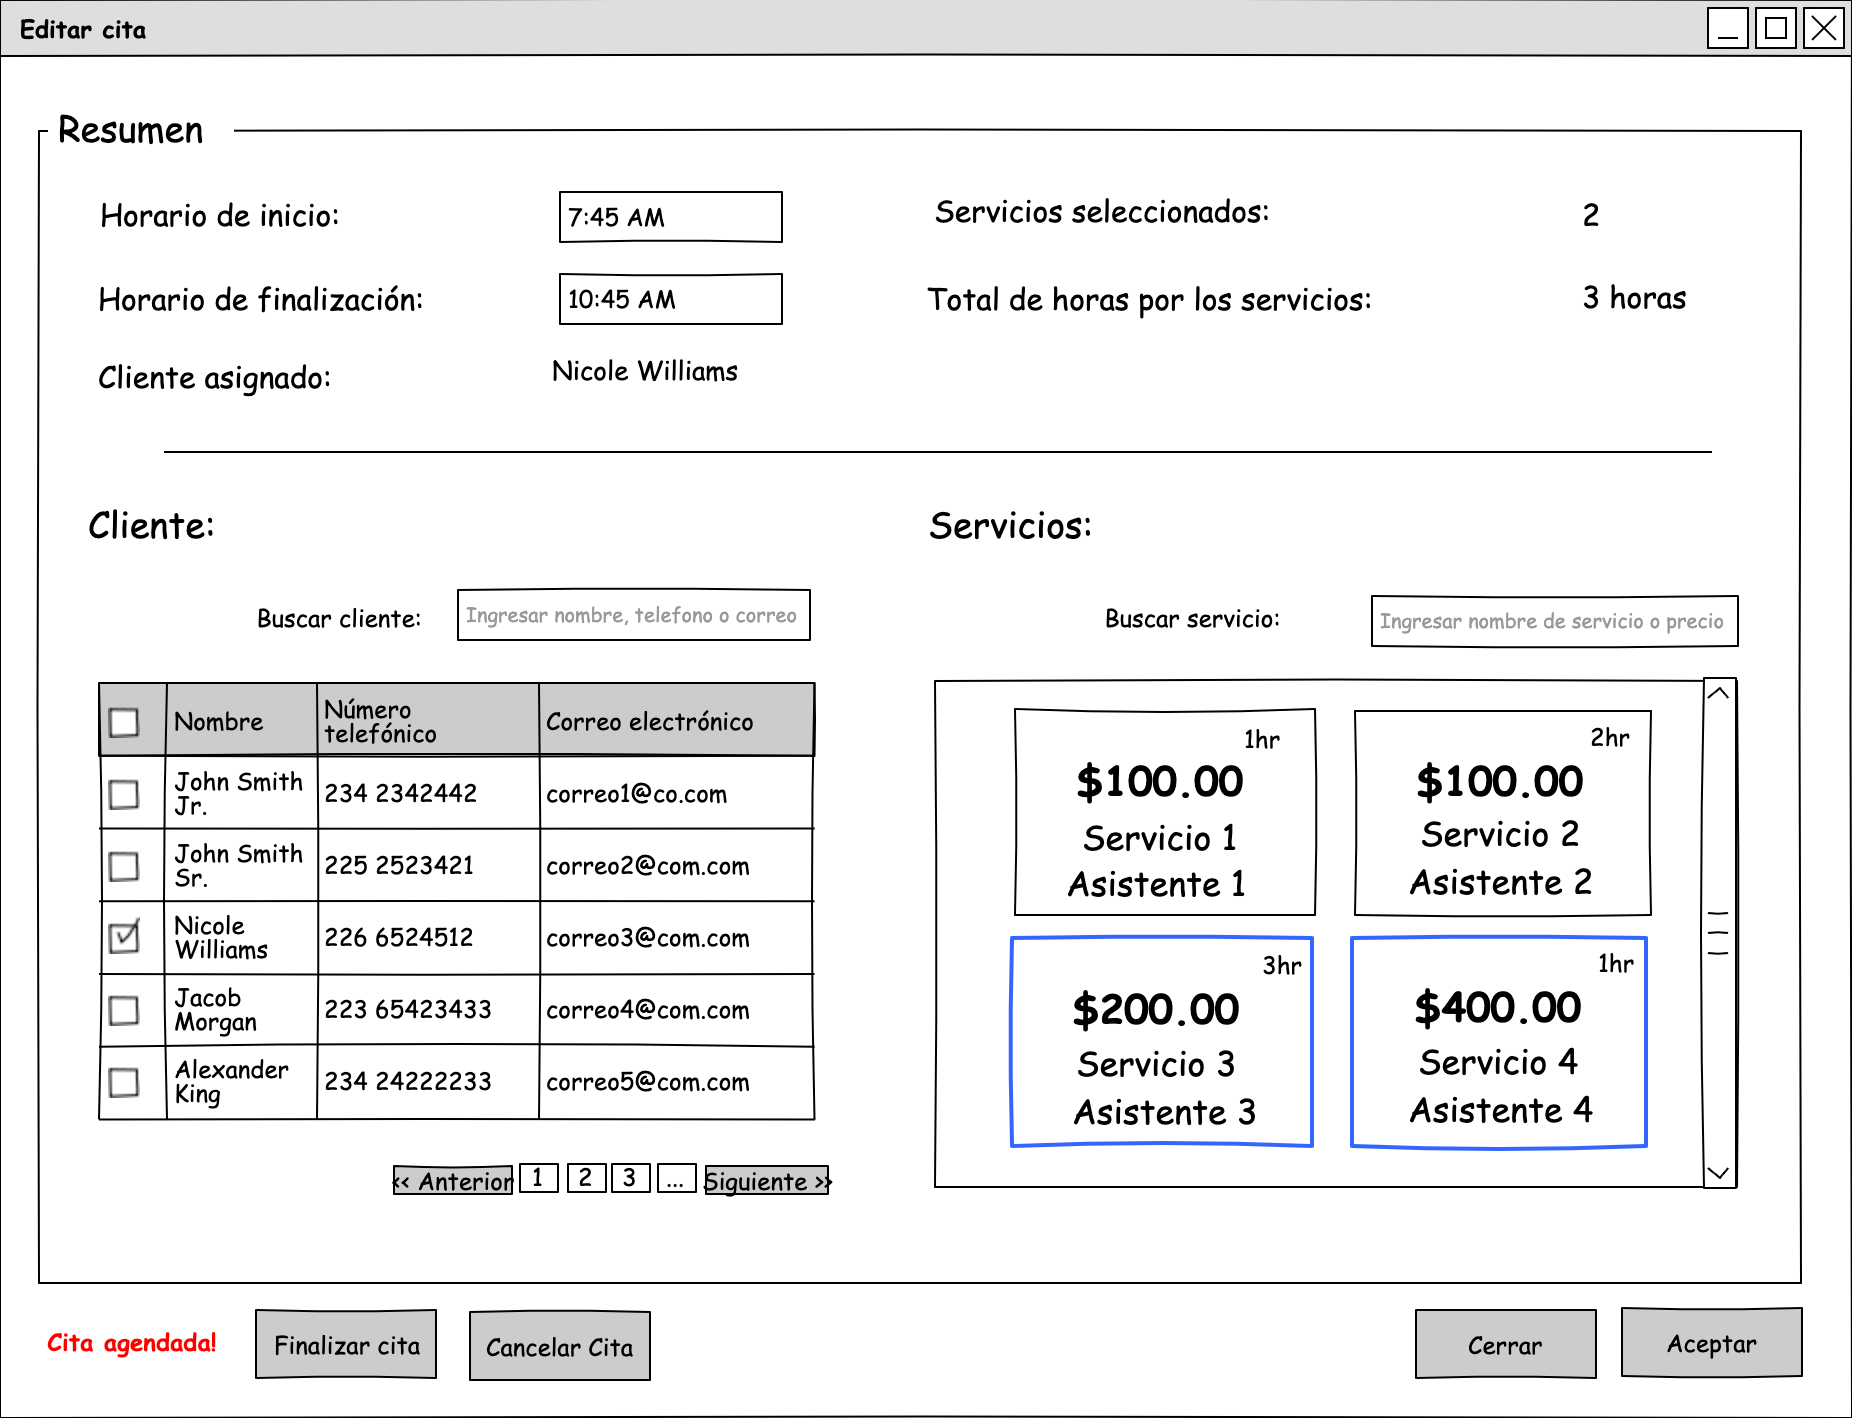 Editar cita
Resumen
Horario de inicio:
7:45 AM
Servicios seleccionados:
2
Horario de finalización:
10:45 AM
Total de horas por los servicios:
3 horas
Cliente asignado:
Nicole Williams
Cliente:
Buscar cliente:
Ingresar nombre, telefono o correo
Nombre
Número
telefónico
Correo electrónico
John Smith
Jr.
234 2342442
correo1@co.com
John Smith
Sr.
225 2523421
correo2@com.com
Nicole
Williams
226 6524512
correo3@com.com
Jacob
Morgan
223 65423433
correo4@com.com
Alexander
King
234 24222233
correo5@com.com
<< Anterior
1
2
3
...
Siguiente >>
Servicios:
Buscar servicio:
Ingresar nombre de servicio o precio
1hr
$100.00
Servicio 1
Asistente 1
2hr
$100.00
Servicio 2
Asistente 2
3hr
$200.00
Servicio 3
Asistente 3
1hr
$400.00
Servicio 4
Asistente 4
Cita agendada!
Finalizar cita
Cancelar Cita
Cerrar
Aceptar